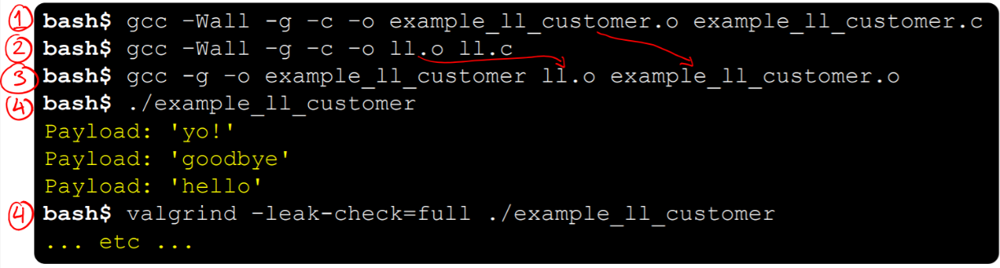 ① bash$ gcc -Wall -g -c -o example_ll_customer.o example_ll_customer.c
② bash$ gcc -Wall -g -c -o ll.o ll.c
③ bash$ gcc -g -o example_ll_customer ll.o example_ll_customer.o
④ bash$ ./example_ll_customer
Payload: 'yo!'
Payload: 'goodbye'
Payload: 'hello'
④ bash$ valgrind -leak-check=full ./example_ll_customer
... etc ...